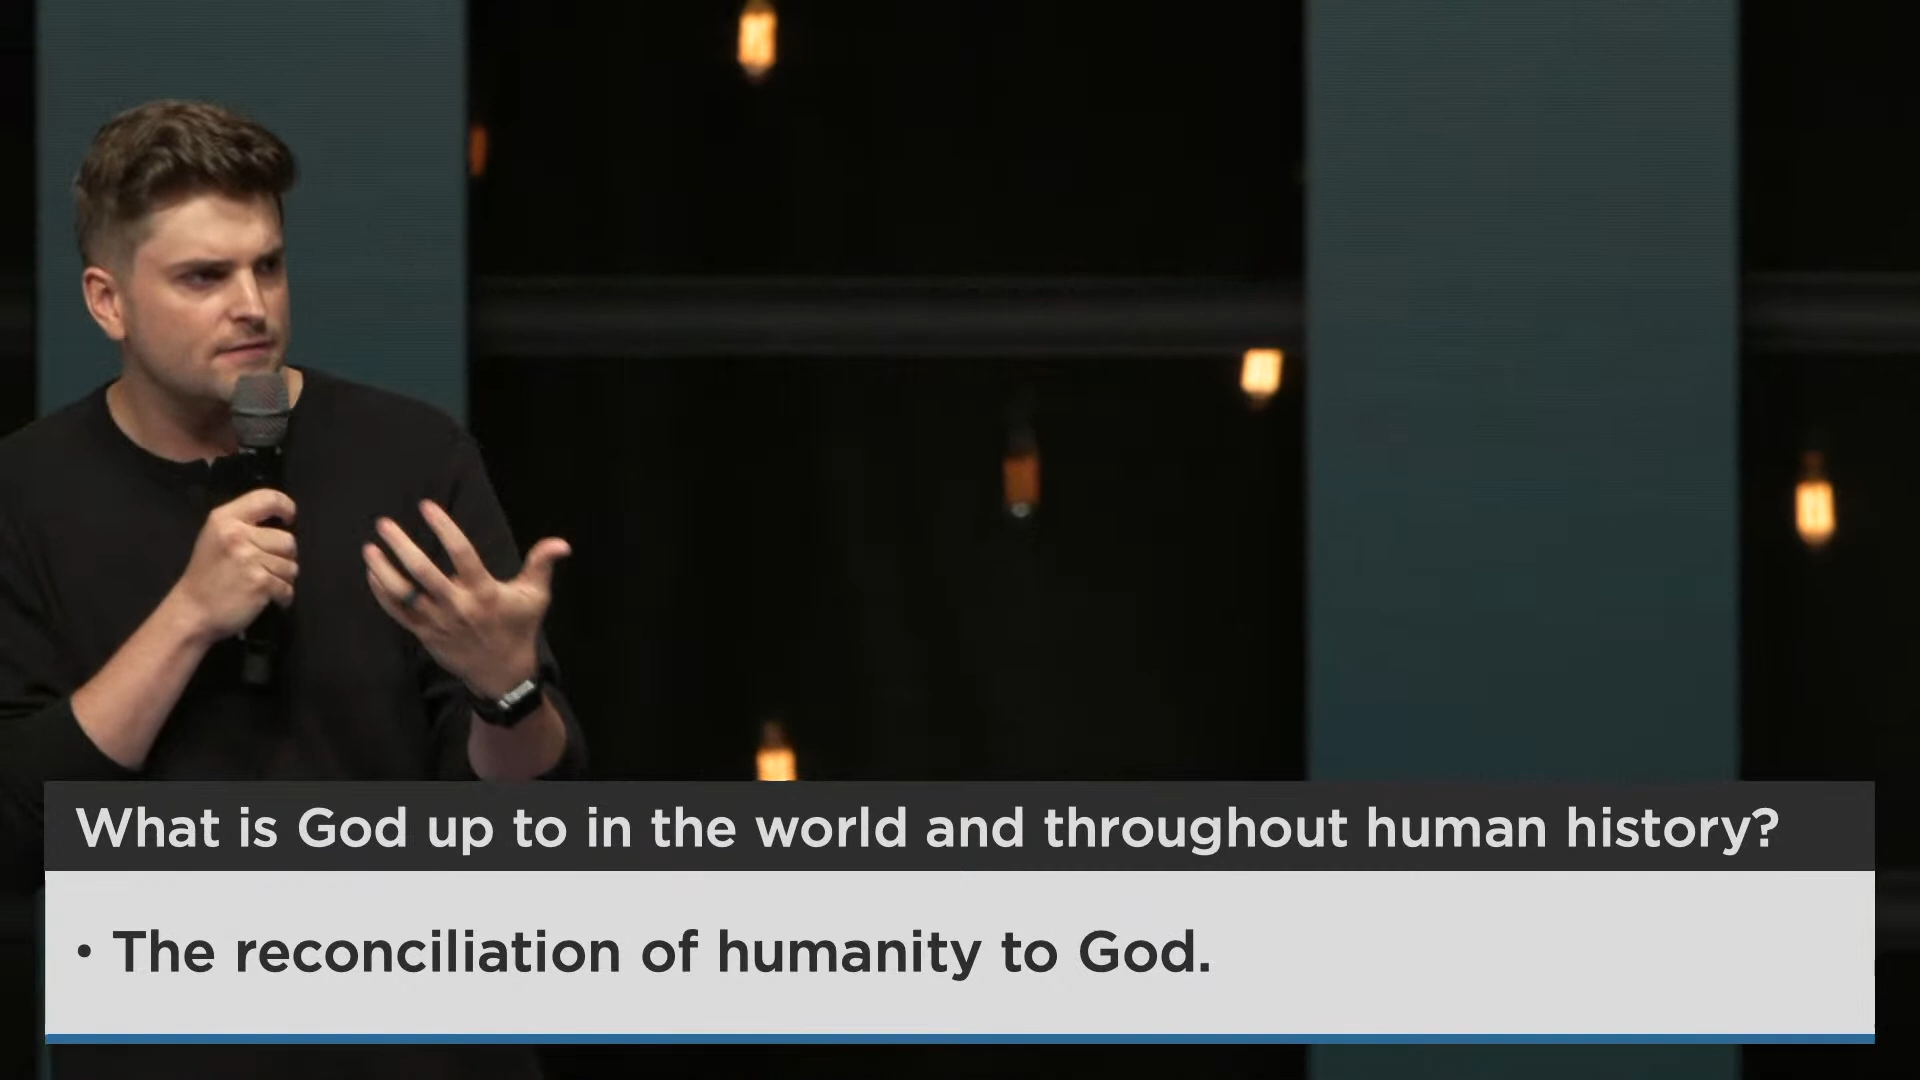 What is God up to in the world and throughout human history?
• The reconciliation of humanity to God.